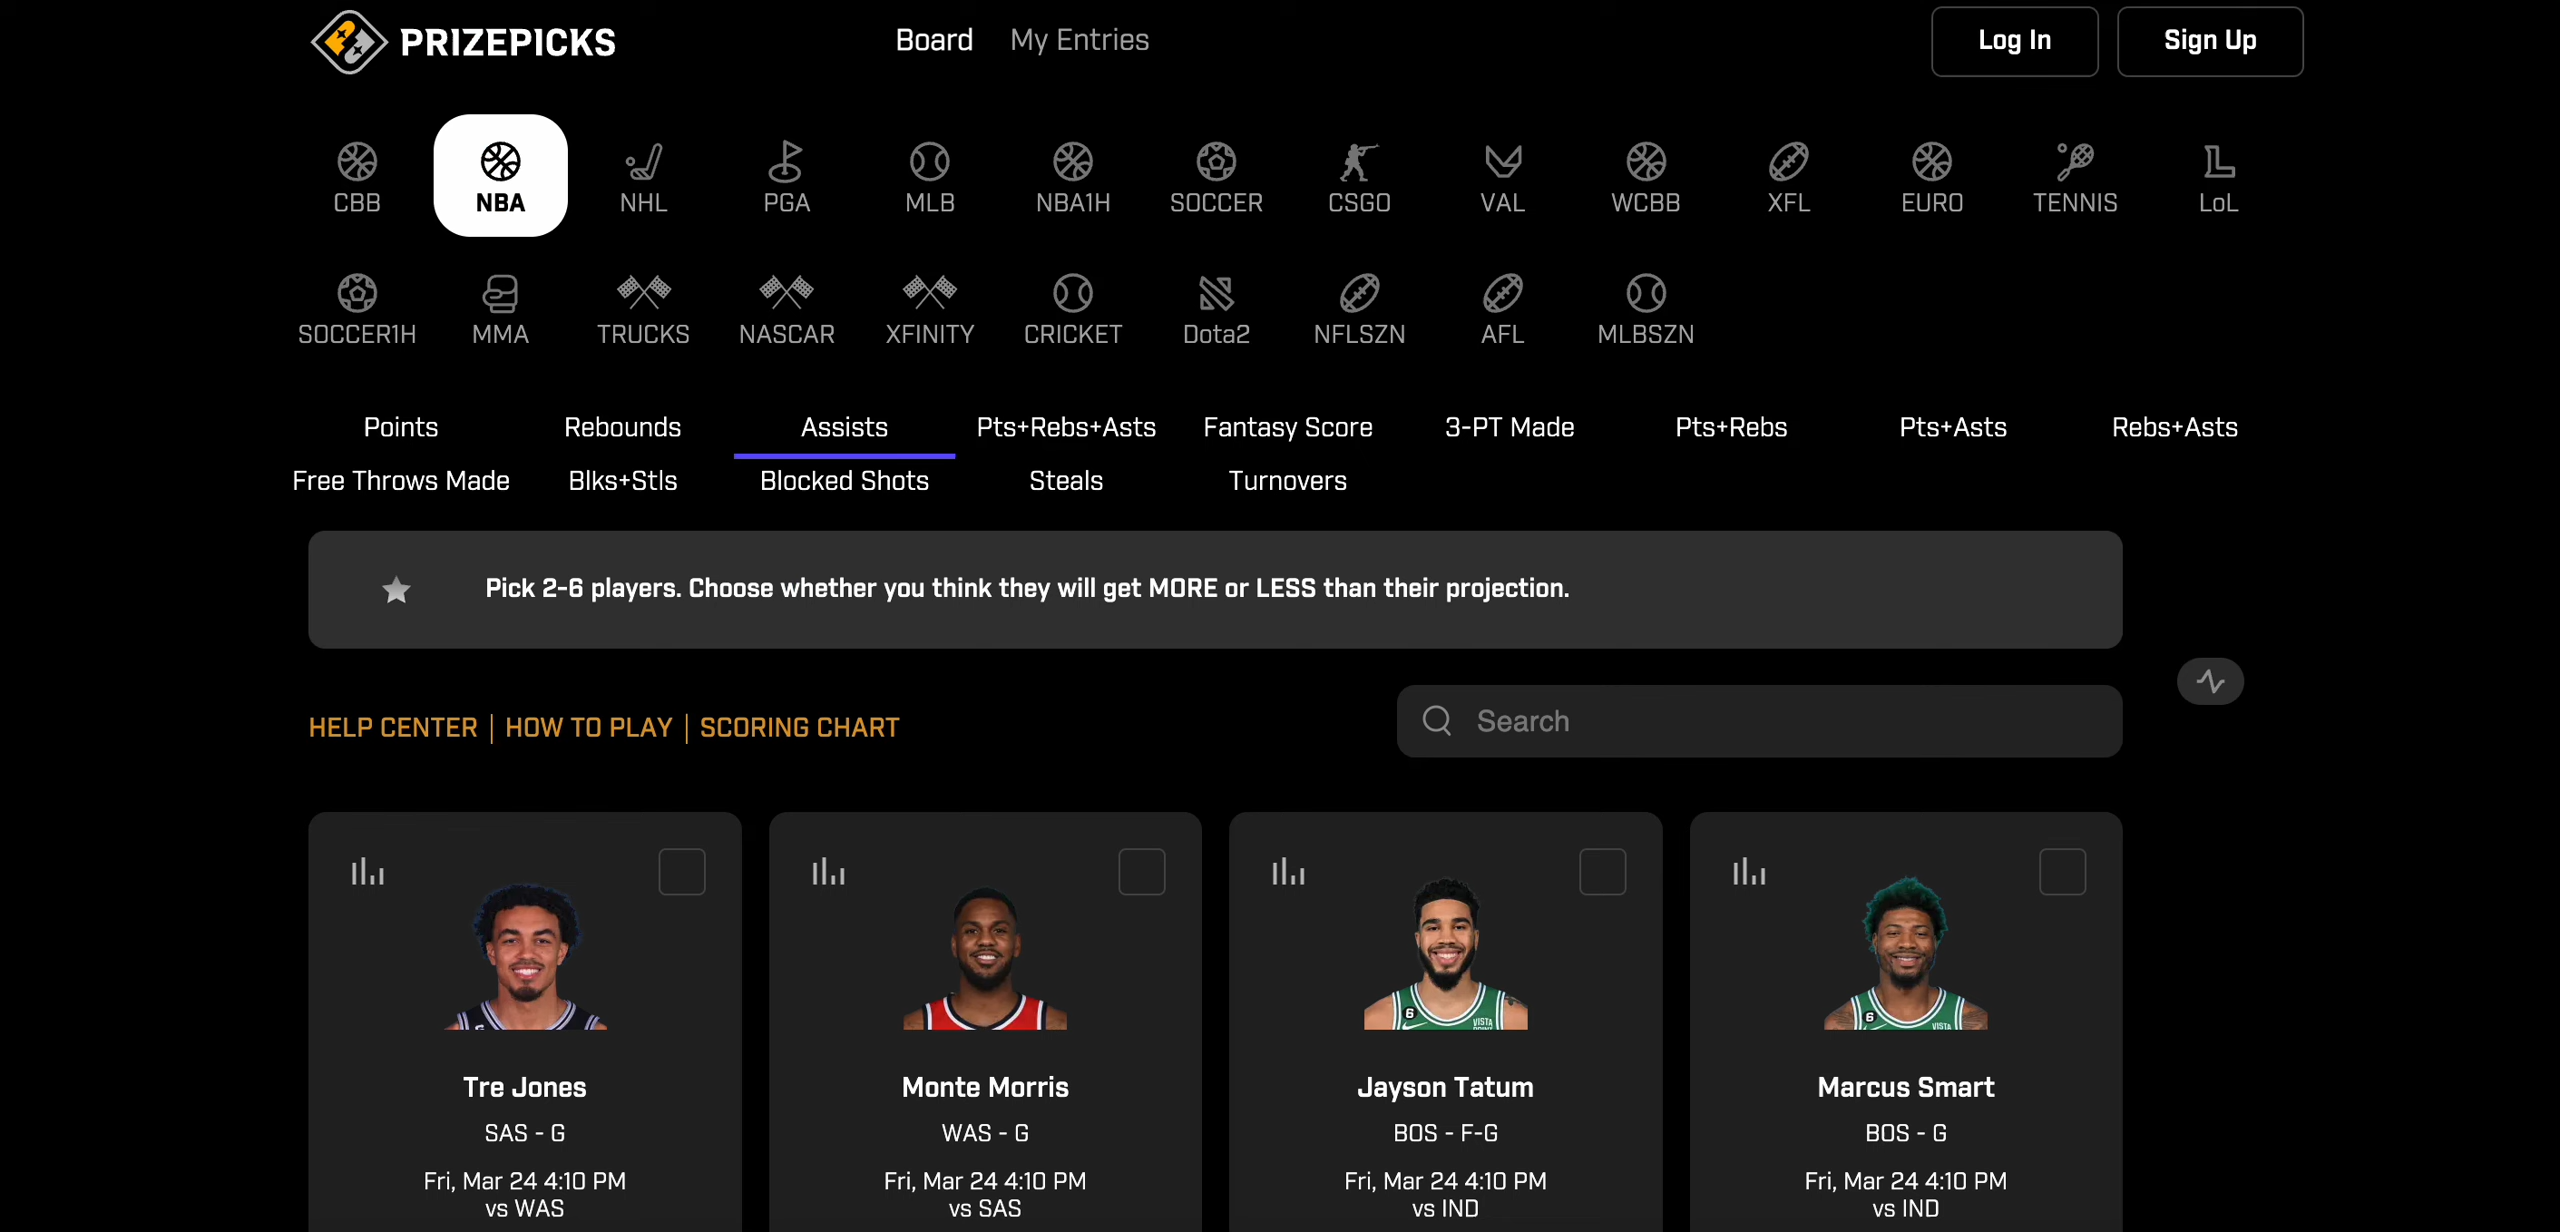 PRIZEPICKS
Board My Entries
Log In Sign Up
CBB NBA NHL PGA MLB NBA1H SOCCER CSGO VAL WCBB XFL EURO TENNIS LoL
SOCCER1H MMA TRUCKS NASCAR XFINITY CRICKET Dota2 NFLSZN AFL MLBSZN
Points Rebounds Assists Pts+Rebs+Asts Fantasy Score 3-PT Made Pts+Rebs Pts+Asts Rebs+Asts
Free Throws Made Blks+Stls Blocked Shots Steals Turnovers
Pick 2-6 players. Choose whether you think they will get MORE or LESS than their projection.
HELP CENTER | HOW TO PLAY | SCORING CHART
Search
6 VISTA
6 VISTA
Tre Jones Monte Morris Jayson Tatum Marcus Smart
SAS - G WAS - G BOS - F-G BOS - G
Fri, Mar 24 4:10 PM Fri, Mar 24 4:10 PM Fri, Mar 24 4:10 PM Fri, Mar 24 4:10 PM
vs WAS vs SAS vs IND vs IND